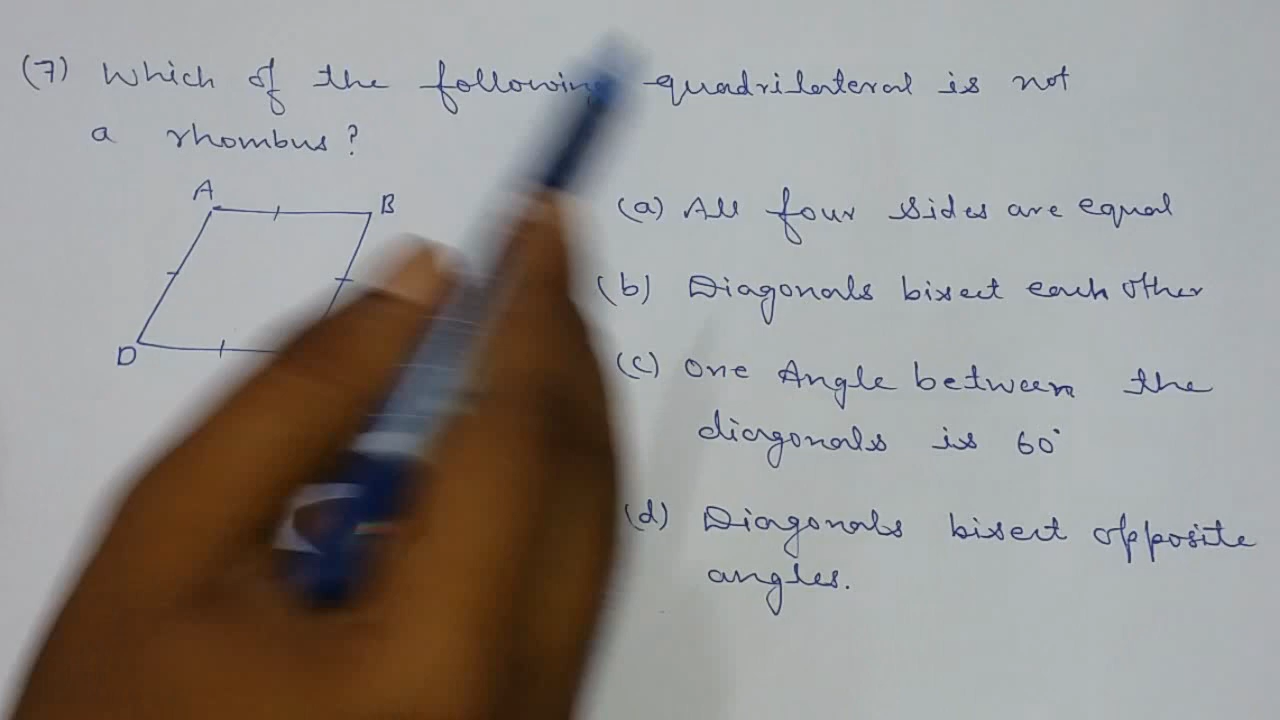 (7) Which of the following quadrilateral is not
a rhombus?
A
B
(a) All four sides are equal
(b) Diagonals bisect each other
D
(c) One Angle between the
diagonals is 60°
(d) Diagonals bisect opposite
angles.